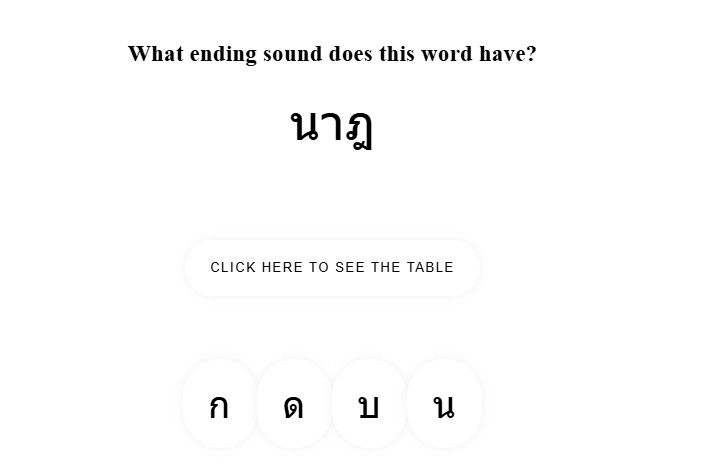 What ending sound does this word have?
นาฎ
CLICK HERE TO SEE THE TABLE
ก ด บ น